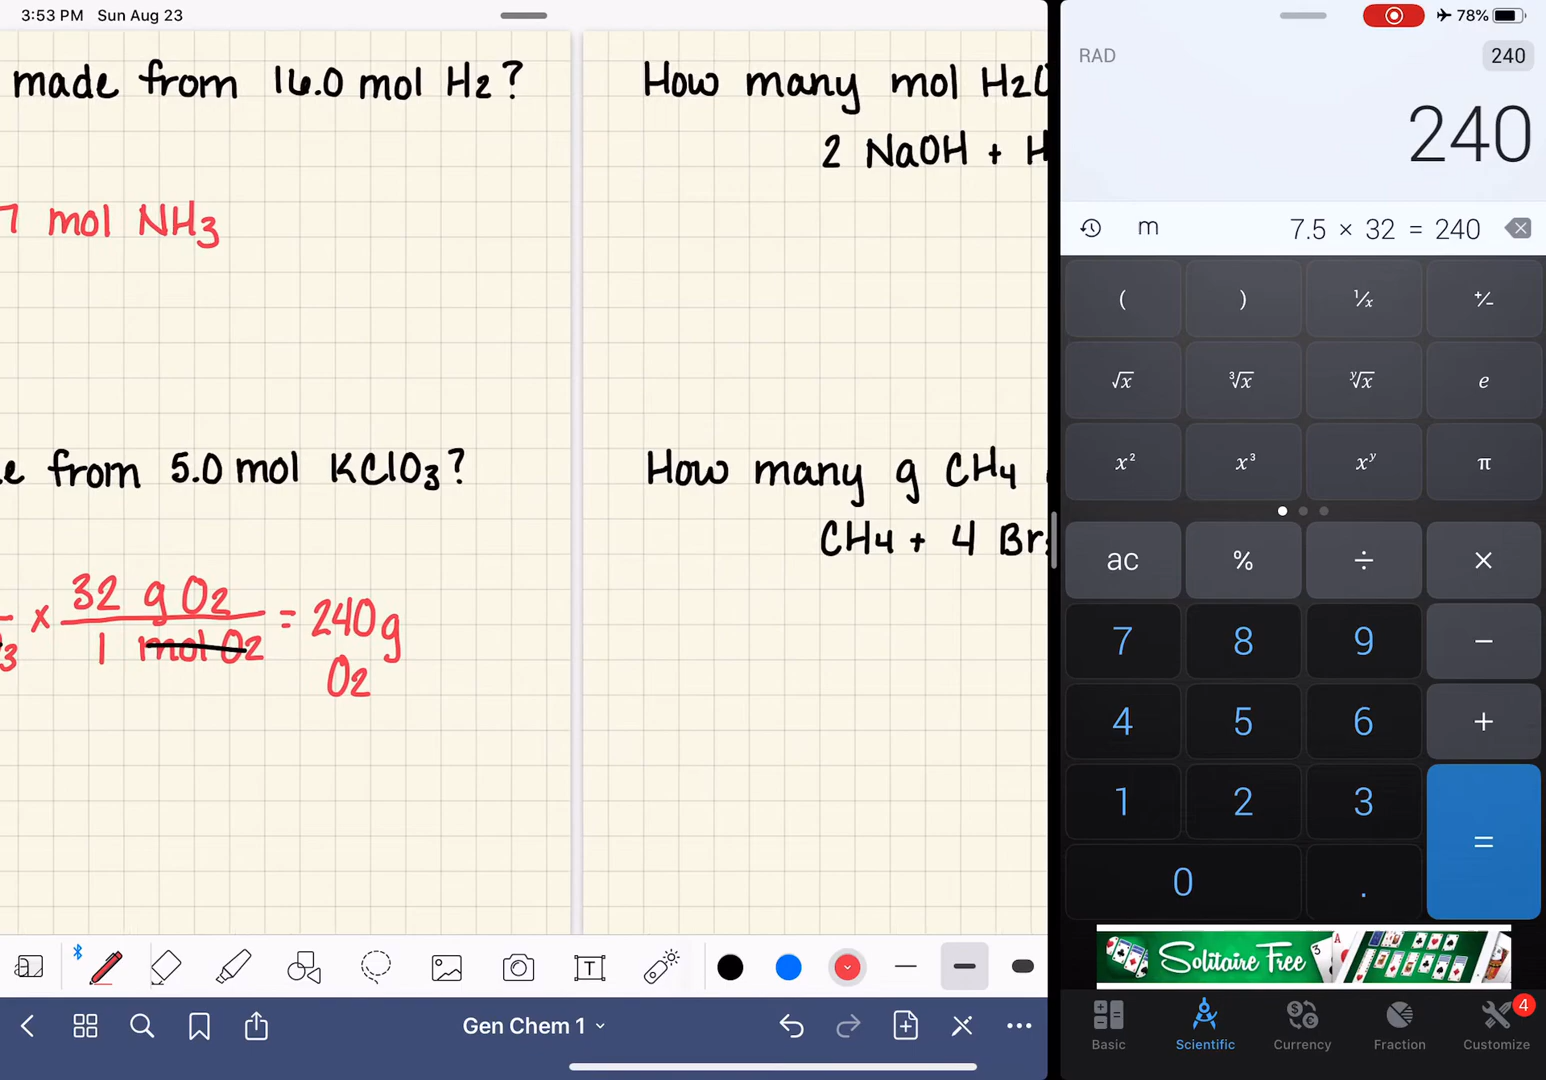 3:53 PM Sun Aug 23
78%
made from 16.0 mol H2?
7 mol NH3
from 5.0 mol KClO3?
x 32 g O2 = 240g
1 mol O2
O2
3
How many mol H2O
2 NaOH + H
How many g CH4
CH4 + 4 Br
RAD
240
240
m 7.5 × 32 = 240
( ) 1/x +/-
√x ∛x y√x e
x² x³ xʸ π
ac % ÷ ×
7 8 9 −
4 5 6 +
1 2 3 =
0 .
Solitaire Free
A
Basic Scientific Currency Fraction Customize
4
T
Gen Chem 1